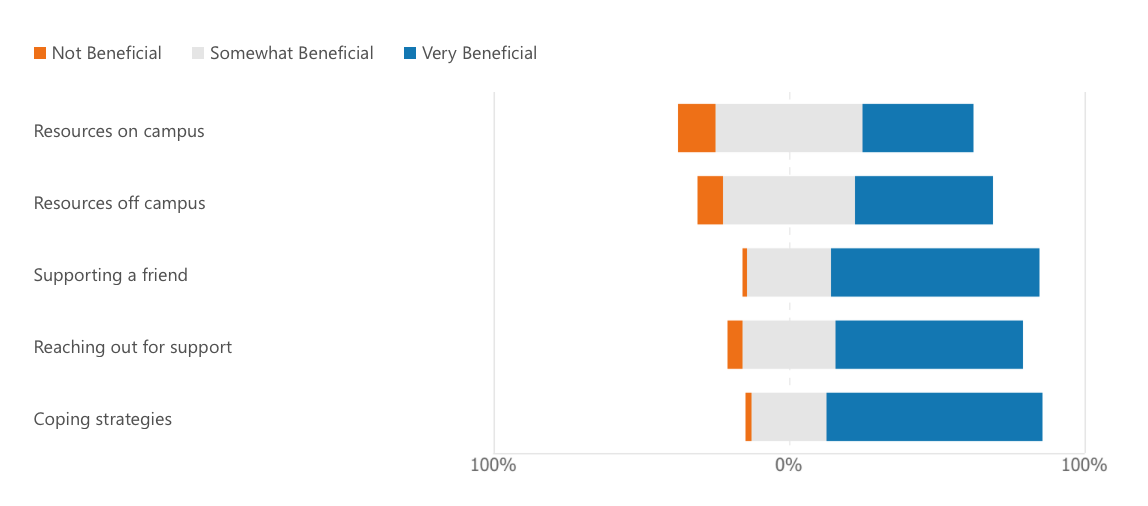 Not Beneficial Somewhat Beneficial Very Beneficial
Resources on campus
Resources off campus
Supporting a friend
Reaching out for support
Coping strategies
100% 0% 100%